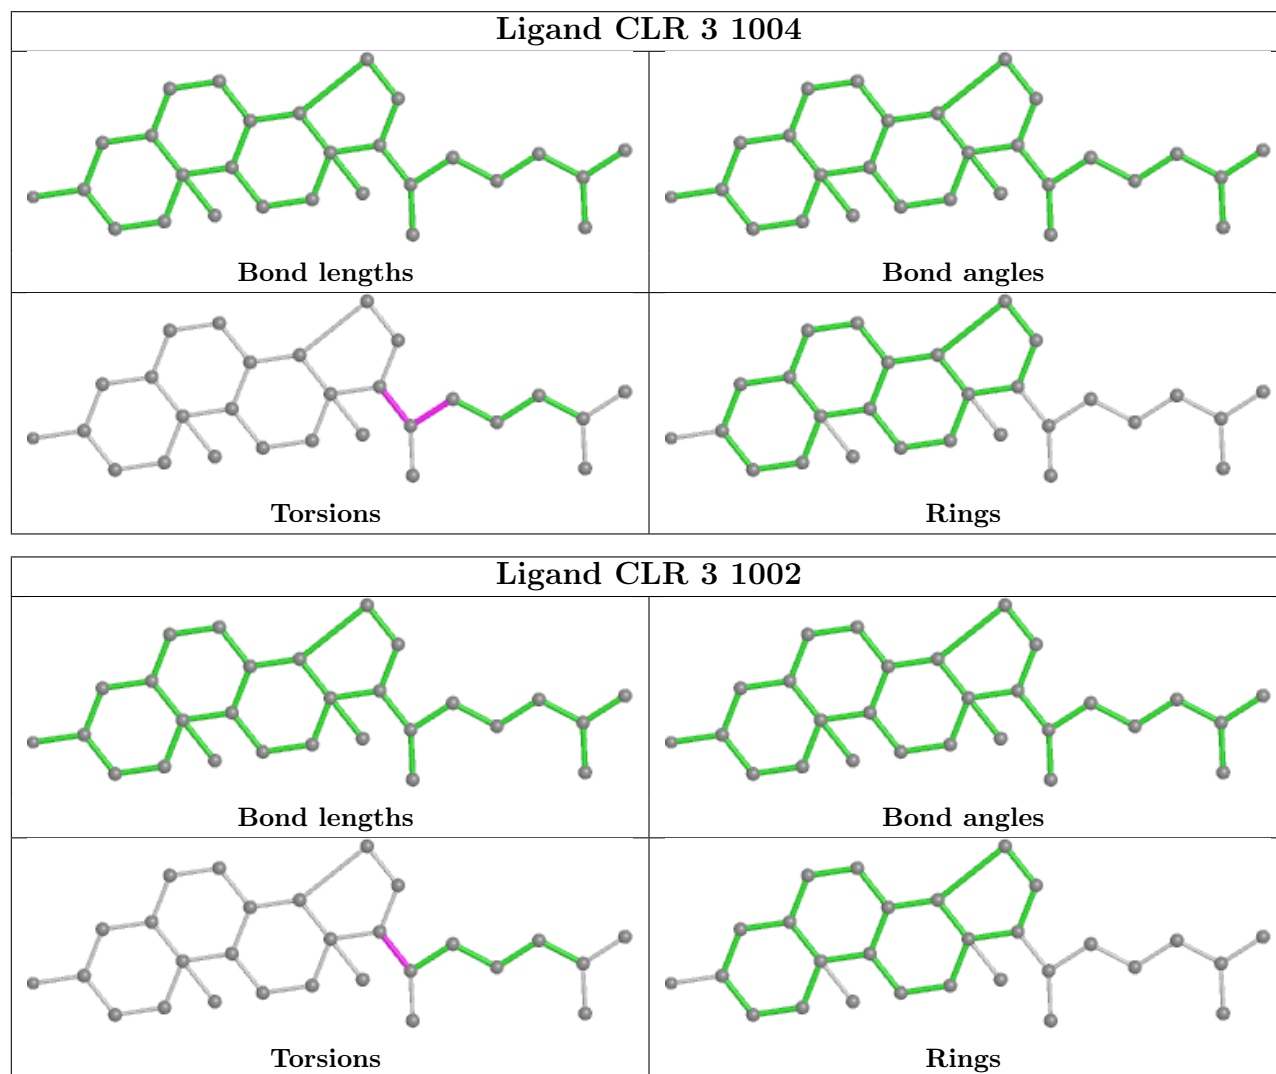 Ligand CLR 3 1004
Bond lengths
Bond angles
Torsions
Rings
Ligand CLR 3 1002
Bond lengths
Bond angles
Torsions
Rings